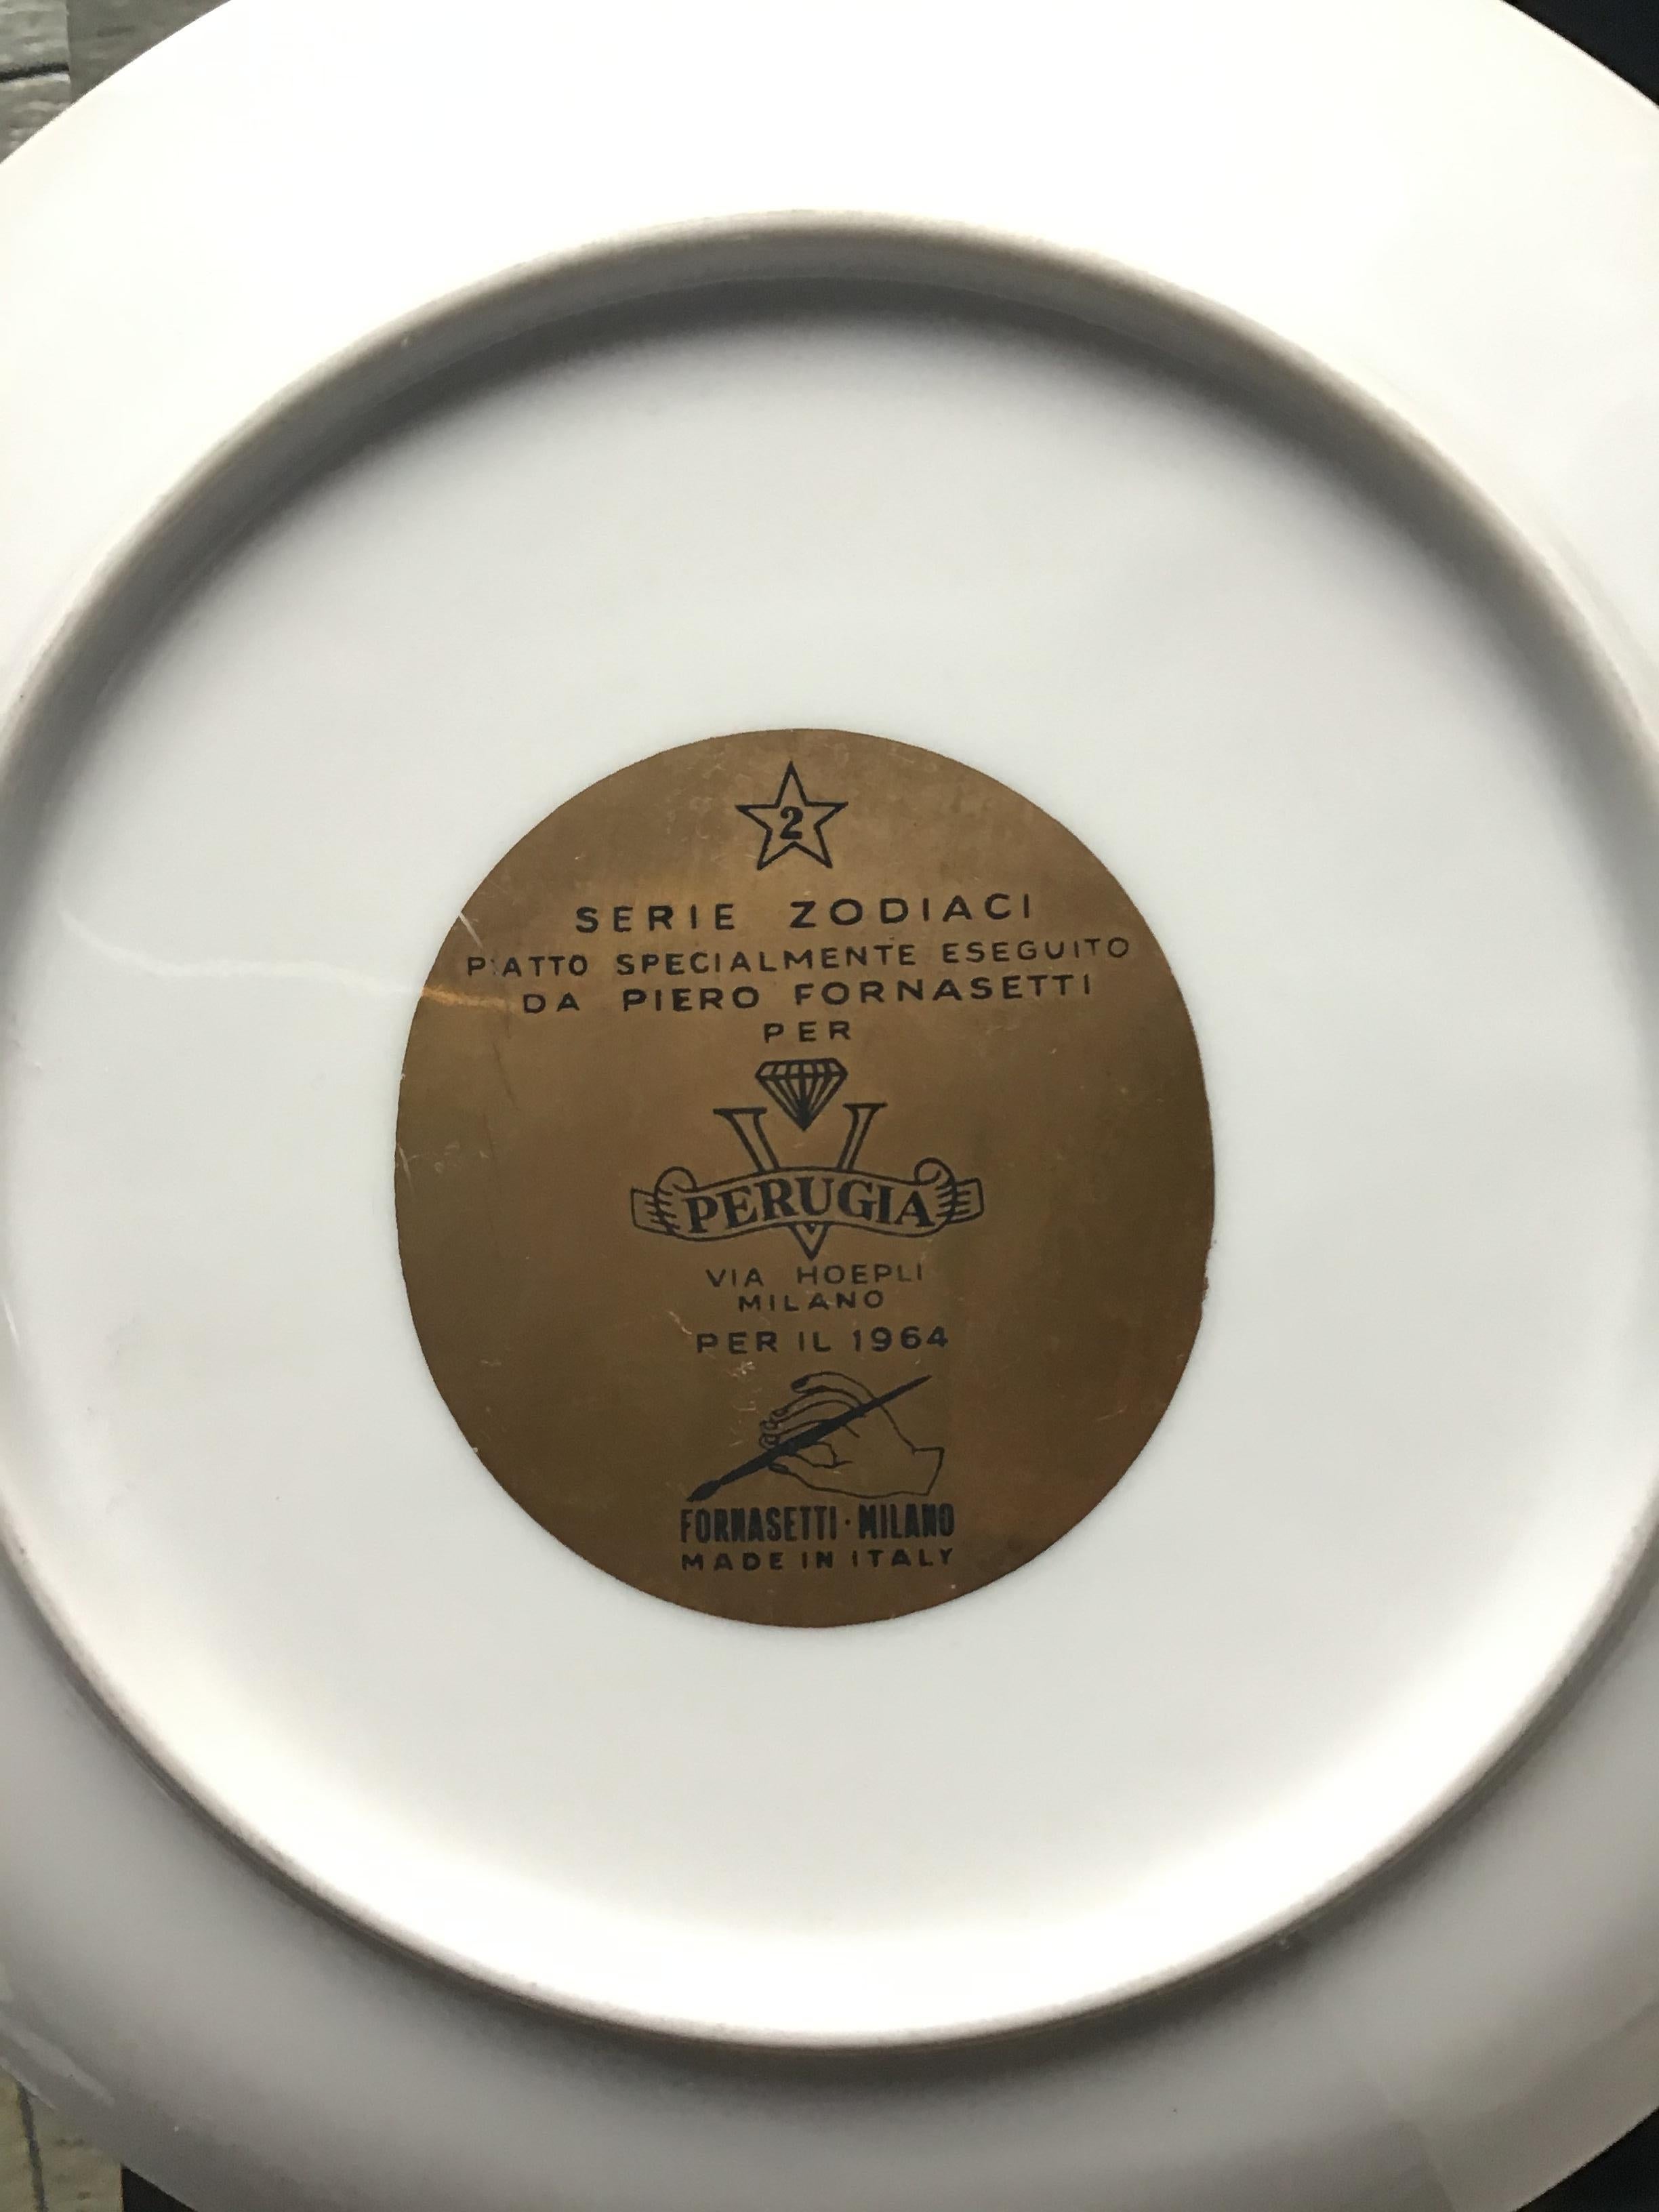 2
SERIE ZODIACI
PIATTO SPECIALMENTE ESEGUITO
DA PIERO FORNASETTI
PER
V
PERUGIA
VIA HOEPLI
MILANO
PER IL 1964
FORNASETTI · MILANO
MADE IN ITALY